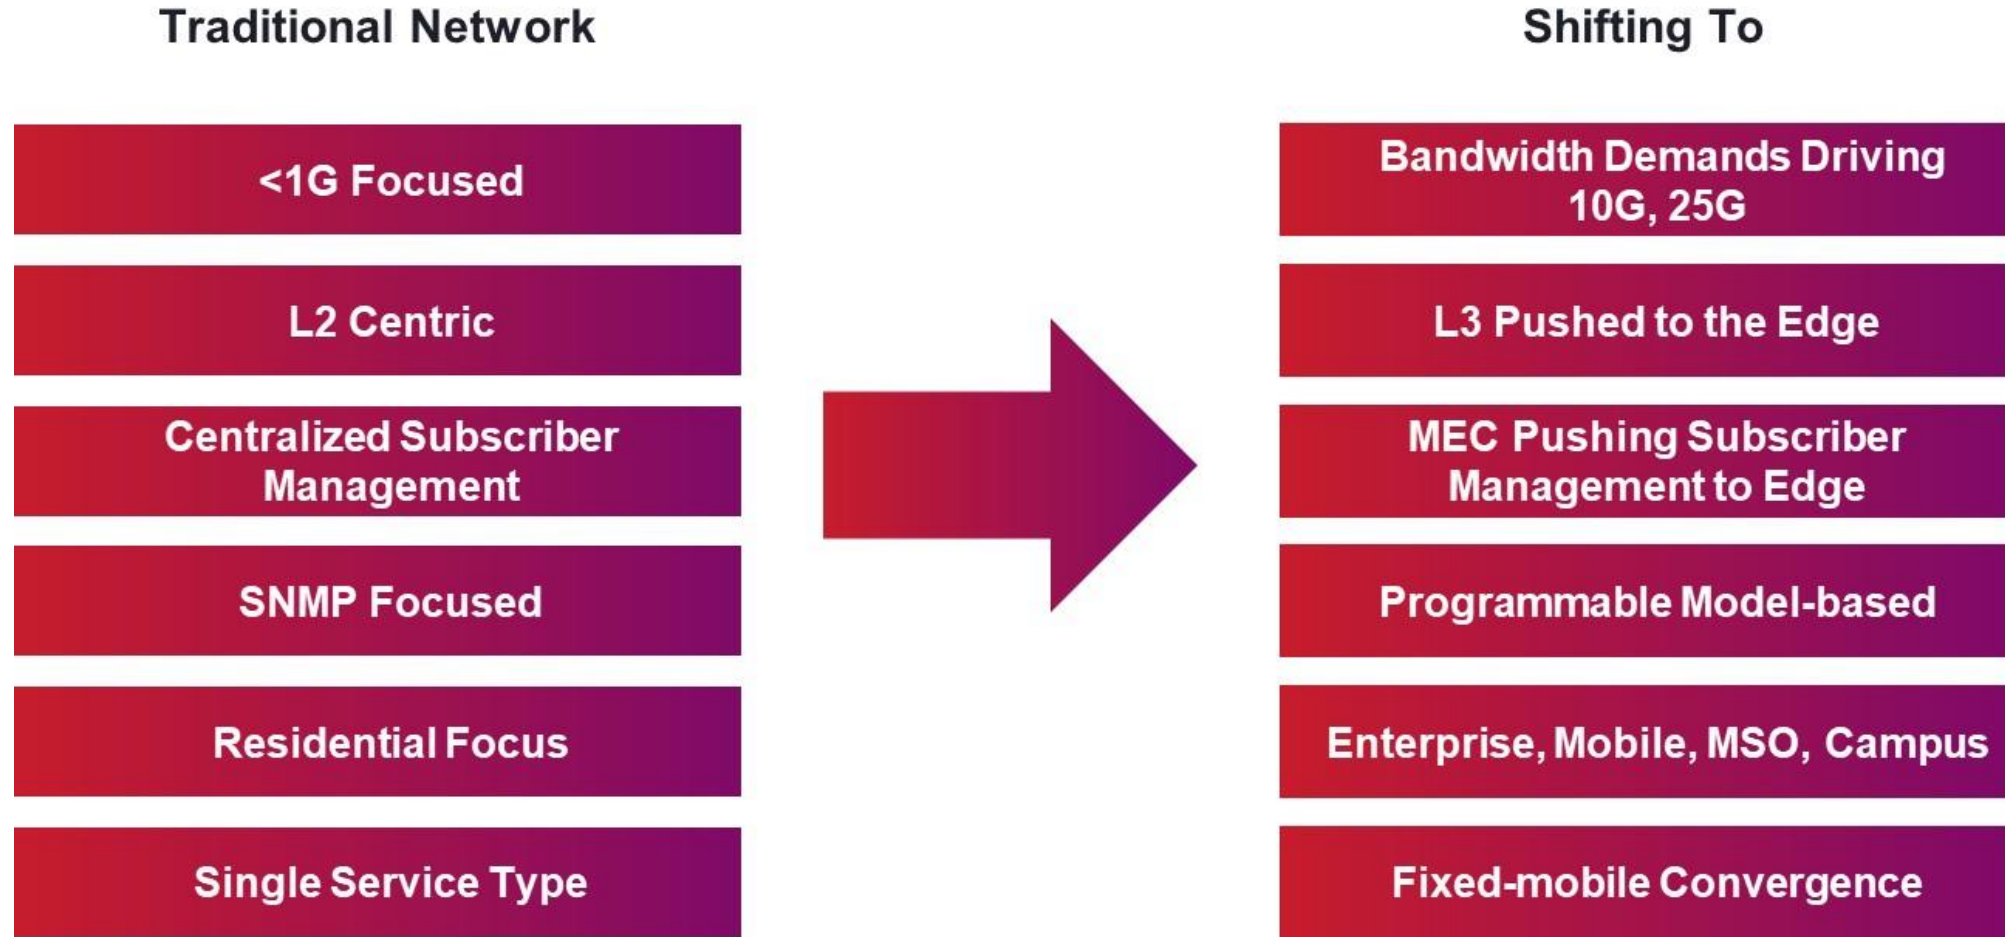 Traditional Network
<1G Focused
L2 Centric
Centralized Subscriber
Management
SNMP Focused
Residential Focus
Single Service Type
Shifting To
Bandwidth Demands Driving
10G, 25G
L3 Pushed to the Edge
MEC Pushing Subscriber
Management to Edge
Programmable Model-based
Enterprise, Mobile, MSO, Campus
Fixed-mobile Convergence